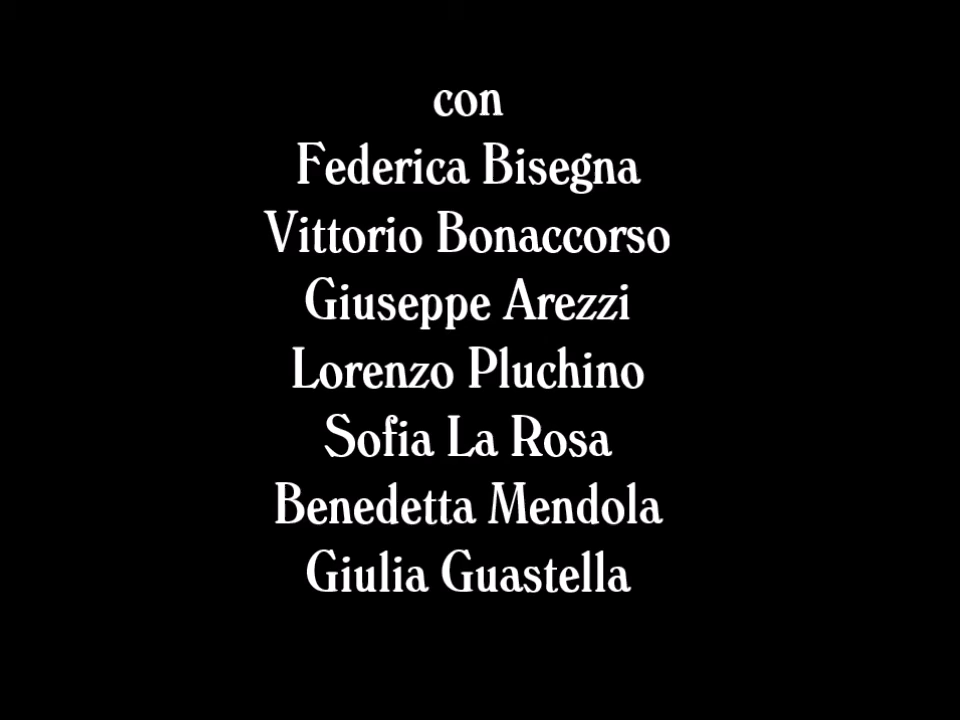 con
Federica Bisegna
Vittorio Bonaccorso
Giuseppe Arezzi
Lorenzo Pluchino
Sofia La Rosa
Benedetta Mendola
Giulia Guastella